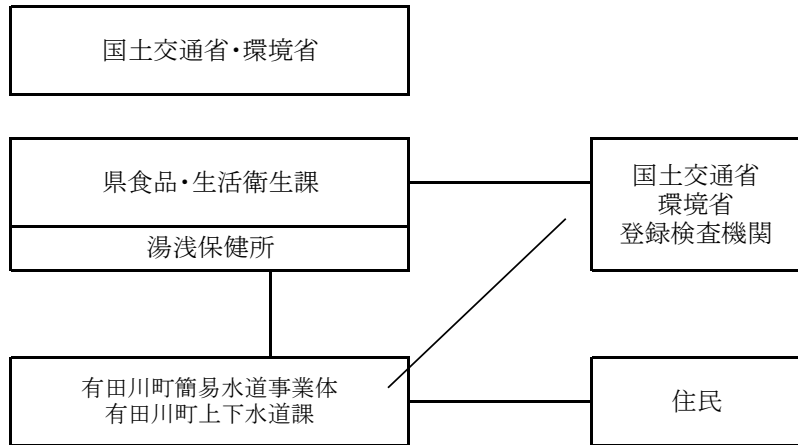 国土交通省・環境省
県食品・生活衛生課
湯浅保健所
国土交通省
環境省
登録検査機関
有田川町簡易水道事業体
有田川町上下水道課
住民